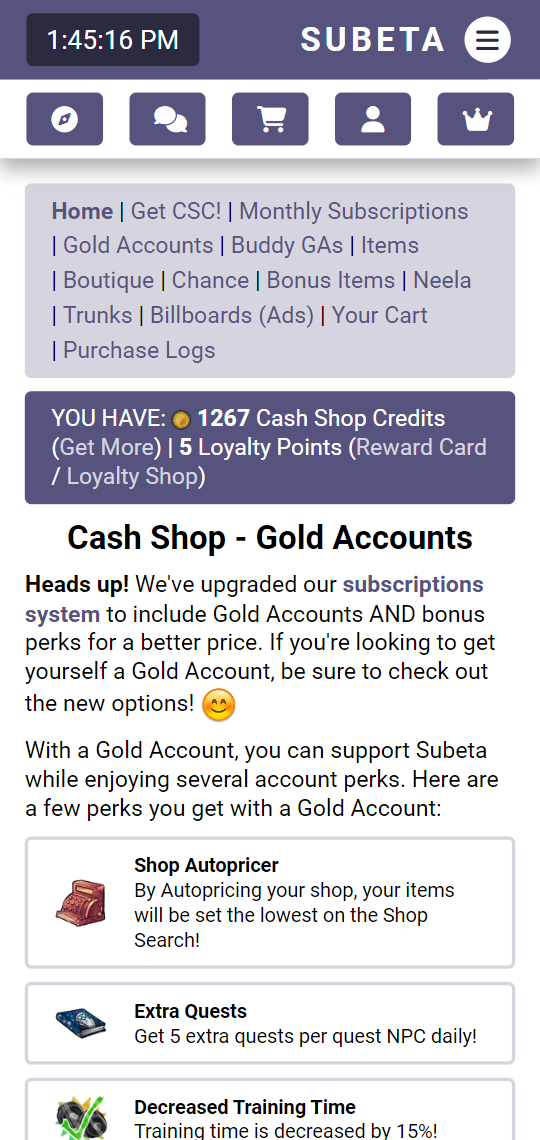 1:45:16 PM
SUBETA
Home | Get CSC! | Monthly Subscriptions
| Gold Accounts | Buddy GAs | Items
| Boutique | Chance | Bonus Items | Neela
| Trunks | Billboards (Ads) | Your Cart
| Purchase Logs
YOU HAVE: 1267 Cash Shop Credits
(Get More) | 5 Loyalty Points (Reward Card
/ Loyalty Shop)
Cash Shop - Gold Accounts
Heads up! We've upgraded our subscriptions
system to include Gold Accounts AND bonus
perks for a better price. If you're looking to get
yourself a Gold Account, be sure to check out
the new options! 😊
With a Gold Account, you can support Subeta
while enjoying several account perks. Here are
a few perks you get with a Gold Account:
Shop Autopricer
By Autopricing your shop, your items
will be set the lowest on the Shop
Search!
Extra Quests
Get 5 extra quests per quest NPC daily!
Decreased Training Time
Training time is decreased by 15%!